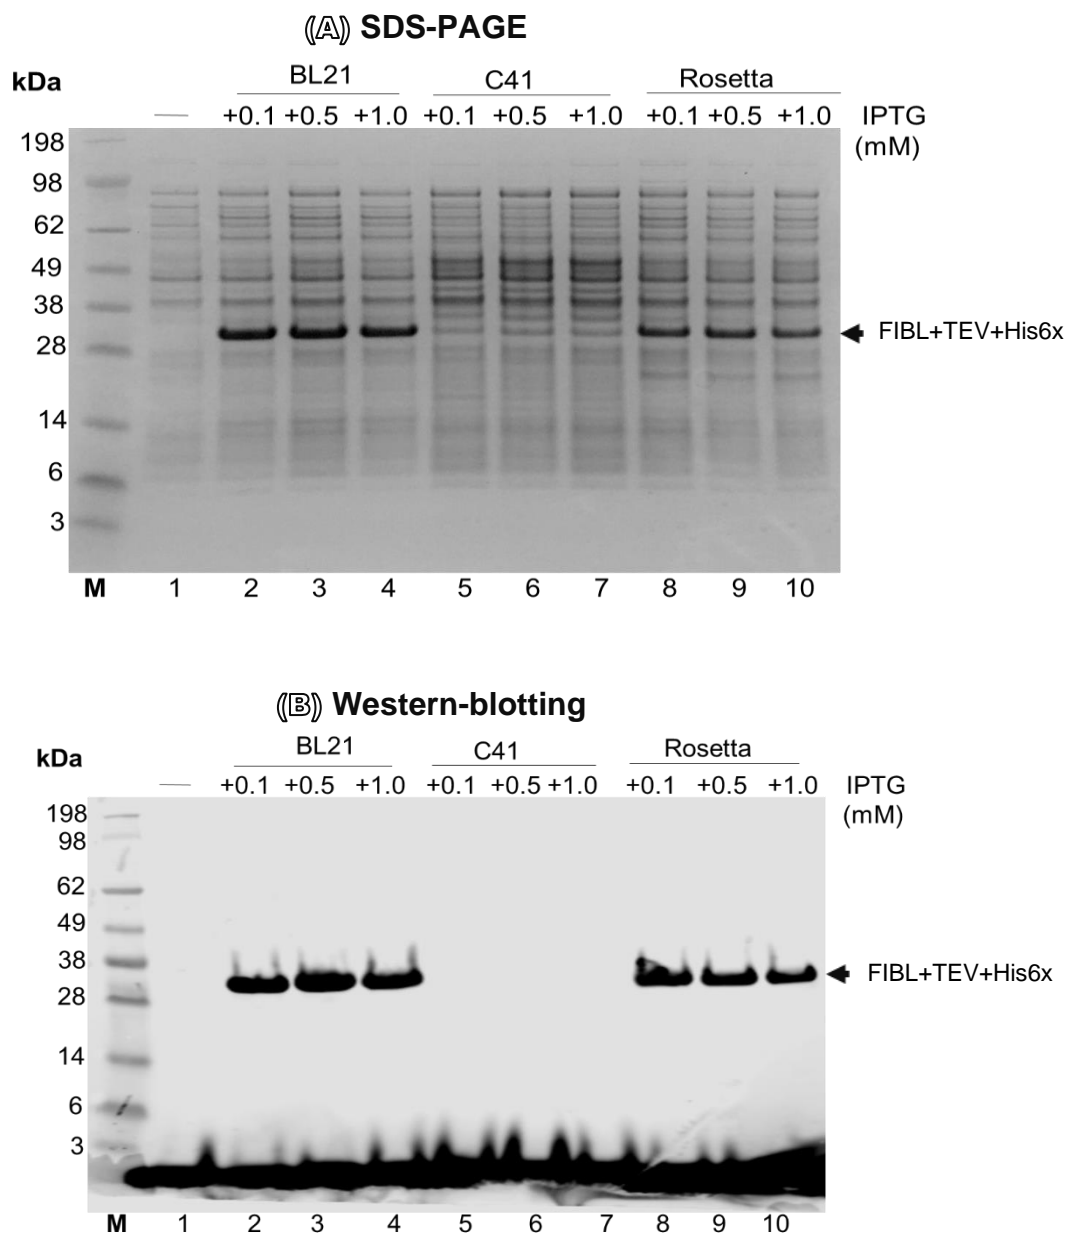 (A) SDS-PAGE
kDa
BL21 C41 Rosetta
— +0.1 +0.5 +1.0 +0.1 +0.5 +1.0 +0.1 +0.5 +1.0 IPTG
(mM)
198
98
62
49
38
28
14
6
3
FIBL+TEV+His6x
M 1 2 3 4 5 6 7 8 9 10
(B) Western-blotting
kDa
BL21 C41 Rosetta
— +0.1 +0.5 +1.0 +0.1 +0.5 +1.0 +0.1 +0.5 +1.0 IPTG
(mM)
198
98
62
49
38
28
14
6
3
FIBL+TEV+His6x
M 1 2 3 4 5 6 7 8 9 10